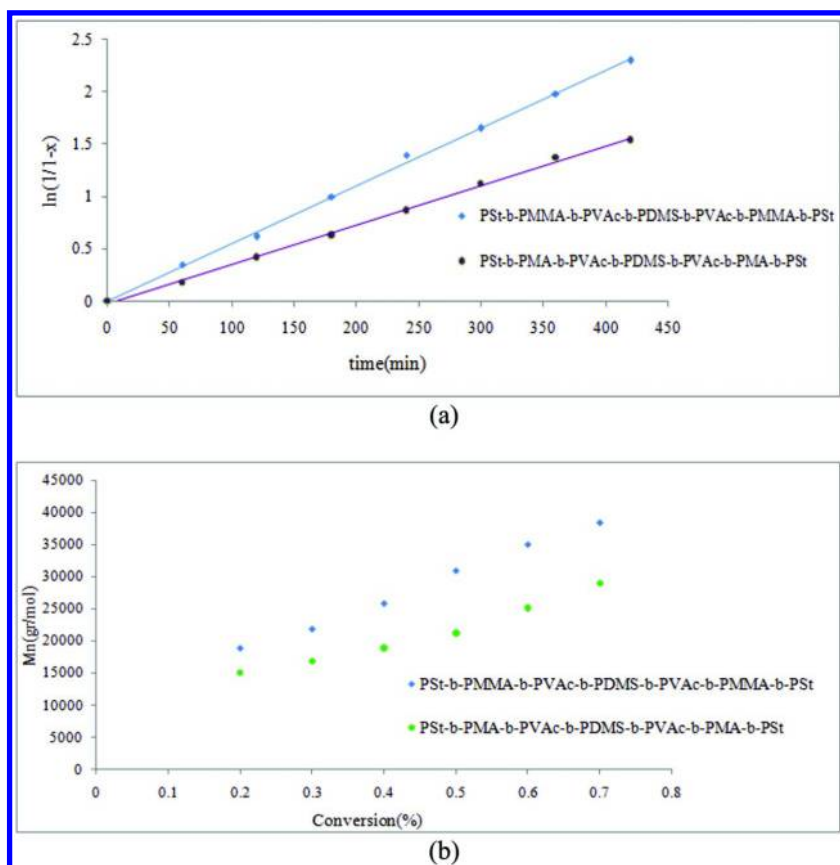 2.5
2
1.5
1
0.5
0
ln(1/1-x)
PSt-b-PMMA-b-PVAc-b-PDMS-b-PVAc-b-PMMA-b-PSt
PSt-b-PMA-b-PVAc-b-PDMS-b-PVAc-b-PMA-b-PSt
0 50 100 150 200 250 300 350 400 450
time(min)
(a)
45000
40000
35000
30000
25000
20000
15000
10000
5000
0
Mn(gr/mol)
PSt-b-PMMA-b-PVAc-b-PDMS-b-PVAc-b-PMMA-b-PSt
PSt-b-PMA-b-PVAc-b-PDMS-b-PVAc-b-PMA-b-PSt
0 0.1 0.2 0.3 0.4 0.5 0.6 0.7 0.8
Conversion(%)
(b)